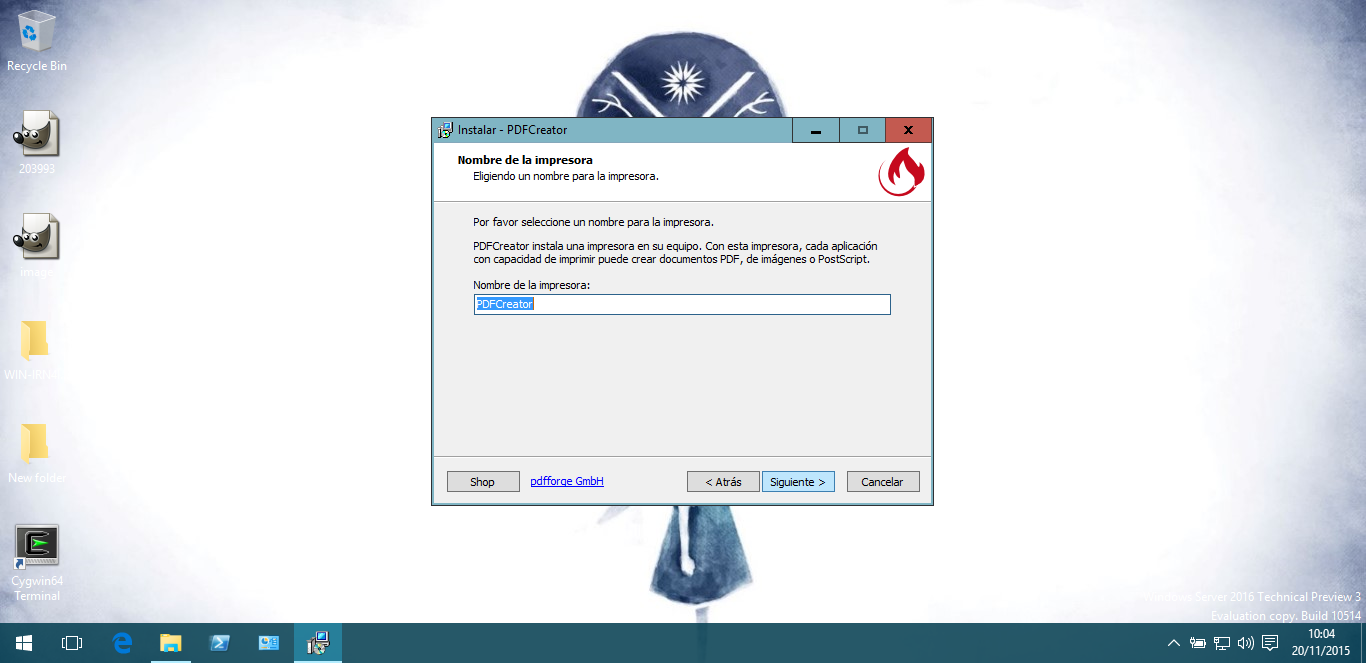 Recycle Bin
203993
image
New folder
Cygwin64
Terminal
Instalar - PDFCreator
Nombre de la impresora
Eligiendo un nombre para la impresora.
Por favor seleccione un nombre para la impresora.
PDFCreator instala una impresora en su equipo. Con esta impresora, cada aplicación
con capacidad de imprimir puede crear documentos PDF, de imágenes o PostScript.
Nombre de la impresora:
PDFCreator
Shop
pdfforge GmbH
< Atrás
Siguiente >
Cancelar
Windows Server 2016 Technical Preview 3
Evaluation copy. Build 10514
10:04
20/11/2015